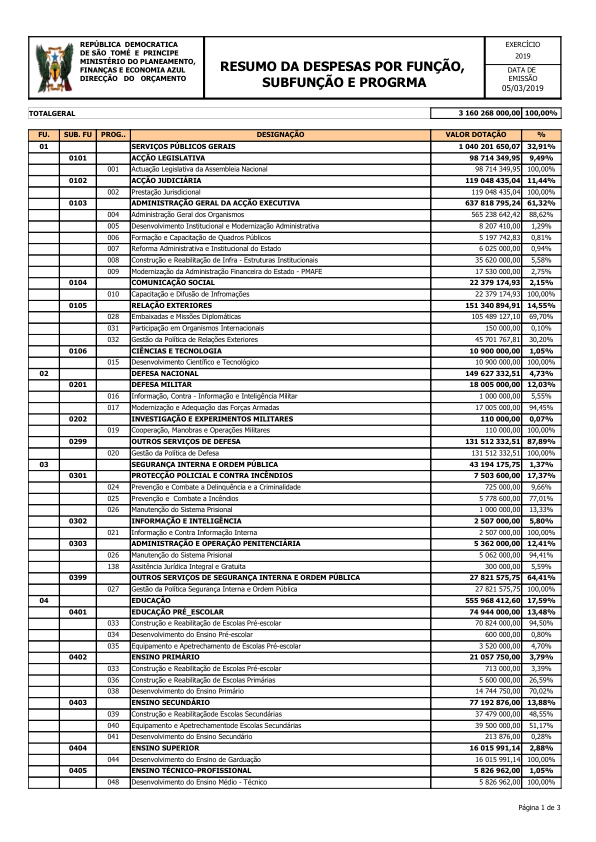 REPÚBLICA DEMOCRATICA
DE SÃO TOMÉ E PRINCIPE
MINISTÉRIO DO PLANEAMENTO,
FINANÇAS E ECONOMIA AZUL
DIRECÇÃO DO ORÇAMENTO
RESUMO DA DESPESAS POR FUNÇÃO,
SUBFUNÇÃO E PROGRMA
EXERCÍCIO
2019
DATA DE
EMISSÃO
05/03/2019
TOTALGERAL 3 160 268 000,00 100,00%
FU. SUB. FU PROG.. DESIGNAÇÃO VALOR DOTAÇÃO %
01 SERVIÇOS PÚBLICOS GERAIS 1 040 201 650,07 32,91%
0101 ACÇÃO LEGISLATIVA 98 714 349,95 9,49%
001 Actuação Legislativa da Assembleia Nacional 98 714 349,95 100,00%
0102 ACÇÃO JUDICIÁRIA 119 048 435,04 11,44%
002 Prestação Jurisdicional 119 048 435,04 100,00%
0103 ADMINISTRAÇÃO GERAL DA ACÇÃO EXECUTIVA 637 818 795,24 61,32%
004 Administração Geral dos Organismos 565 238 642,42 88,62%
005 Desenvolvimento Institucional e Modernização Administrativa 8 207 410,00 1,29%
006 Formação e Capacitação de Quadros Públicos 5 197 742,83 0,81%
007 Reforma Administrativa e Institucional do Estado 6 025 000,00 0,94%
008 Construção e Reabilitação de Infra - Estruturas Institucionais 35 620 000,00 5,58%
009 Modernização da Administração Financeira do Estado - PMAFE 17 530 000,00 2,75%
0104 COMUNICAÇÃO SOCIAL 22 379 174,94 2,15%
010 Capacitação e Difusão de Infromações 22 379 174,94 100,00%
0105 RELAÇÃO EXTERIORES 151 340 894,91 14,55%
028 Embaixadas e Missões Diplomáticas 105 489 127,10 69,70%
031 Participação em Organismos Internacionais 150 000,00 0,10%
032 Gestão da Política de Relações Exteriores 45 701 767,81 30,20%
0106 CIÊNCIAS E TECNOLOGIA 10 900 000,00 1,05%
015 Desenvolvimento Científico e Tecnológico 10 900 000,00 100,00%
02 DEFESA NACIONAL 149 627 332,51 4,73%
0201 DEFESA MILITAR 18 005 000,00 12,03%
016 Informação, Contra - Informação e Inteligência Militar 1 000 000,00 5,55%
017 Modernização e Adequação das Forças Armadas 17 005 000,00 94,45%
0202 INVESTIGAÇÃO E EXPERIMENTOS MILITARES 110 000,00 0,07%
019 Cooperação, Manobras e Operações Militares 110 000,00 100,00%
0299 OUTROS SERVIÇOS DE DEFESA 131 512 332,51 87,89%
020 Gestão da Política de Defesa 131 512 332,51 100,00%
03 SEGURANÇA INTERNA E ORDEM PÚBLICA 43 194 175,75 1,37%
0301 PROTECÇÃO POLICIAL E CONTRA INCÊNDIOS 7 503 600,00 17,37%
024 Prevenção e Combate a Delinquência e a Criminalidade 725 000,00 9,66%
025 Prevenção e Combate a Incêndios 5 778 600,00 77,01%
026 Manutenção do Sistema Prisional 1 000 000,00 13,33%
0302 INFORMAÇÃO E INTELIGÊNCIA 2 507 000,00 5,80%
021 Informação e Contra Informação Interna 2 507 000,00 100,00%
0303 ADMINISTRAÇÃO E OPERAÇÃO PENITENCIÁRIA 5 362 000,00 12,41%
026 Manutenção do Sistema Prisional 5 062 000,00 94,41%
138 Assitência Jurídica Integral e Gratuita 300 000,00 5,59%
0399 OUTROS SERVIÇOS DE SEGURANÇA INTERNA E ORDEM PÚBLICA 27 821 575,75 64,41%
027 Gestão da Política Segurança Interna e Ordem Pública 27 821 575,75 100,00%
04 EDUCAÇÃO 555 968 412,60 17,59%
0401 EDUCAÇÃO PRÉ_ESCOLAR 74 944 000,00 13,48%
033 Construção e Reabilitação de Escolas Pré-escolar 70 824 000,00 94,50%
034 Desenvolvimento do Ensino Pré-escolar 600 000,00 0,80%
035 Equipamento e Apetrechamento de Escolas Pré-escolar 3 520 000,00 4,70%
0402 ENSINO PRIMÁRIO 21 057 750,00 3,79%
033 Construção e Reabilitação de Escolas Pré-escolar 713 000,00 3,39%
036 Construção e Reabilitação de Escolas Primárias 5 600 000,00 26,59%
038 Desenvolvimento do Ensino Primário 14 744 750,00 70,02%
0403 ENSINO SECUNDÁRIO 77 192 876,00 13,88%
039 Construção e Reabilitaçãode Escolas Secundárias 37 479 000,00 48,55%
040 Equipamento e Apetrechamentode Escolas Secundárias 39 500 000,00 51,17%
041 Desenvolvimento do Ensino Secundário 213 876,00 0,28%
0404 ENSINO SUPERIOR 16 015 991,14 2,88%
044 Desenvolvimento do Ensino de Garduação 16 015 991,14 100,00%
0405 ENSINO TÉCNICO-PROFISSIONAL 5 826 962,00 1,05%
048 Desenvolvimento do Ensino Médio - Técnico 5 826 962,00 100,00%
Página 1 de 3